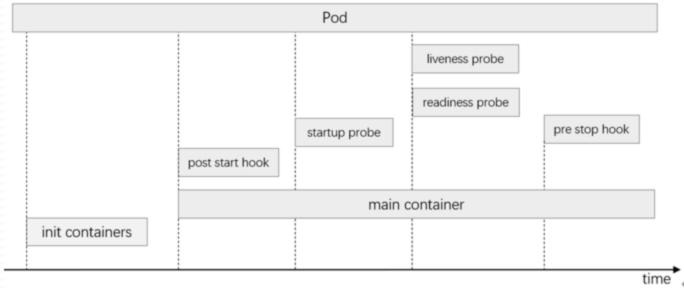 Pod
liveness probe
readiness probe
startup probe
pre stop hook
post start hook
main container
init containers
time